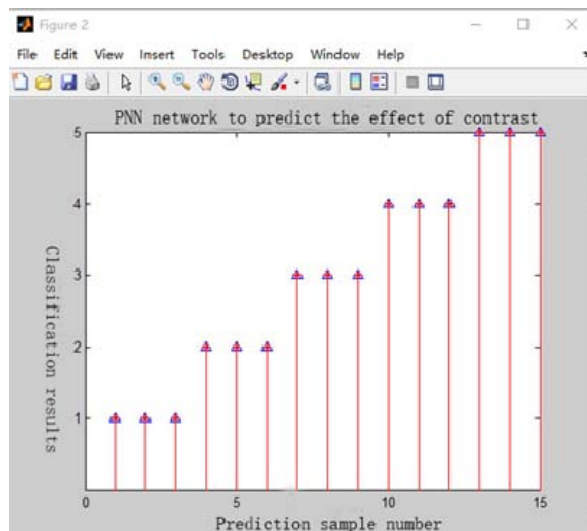 Figure 2
File Edit View Insert Tools Desktop Window Help
PNN network to predict the effect of contrast
5
4
3
2
1
Classification results
0 5 10 15
Prediction sample number